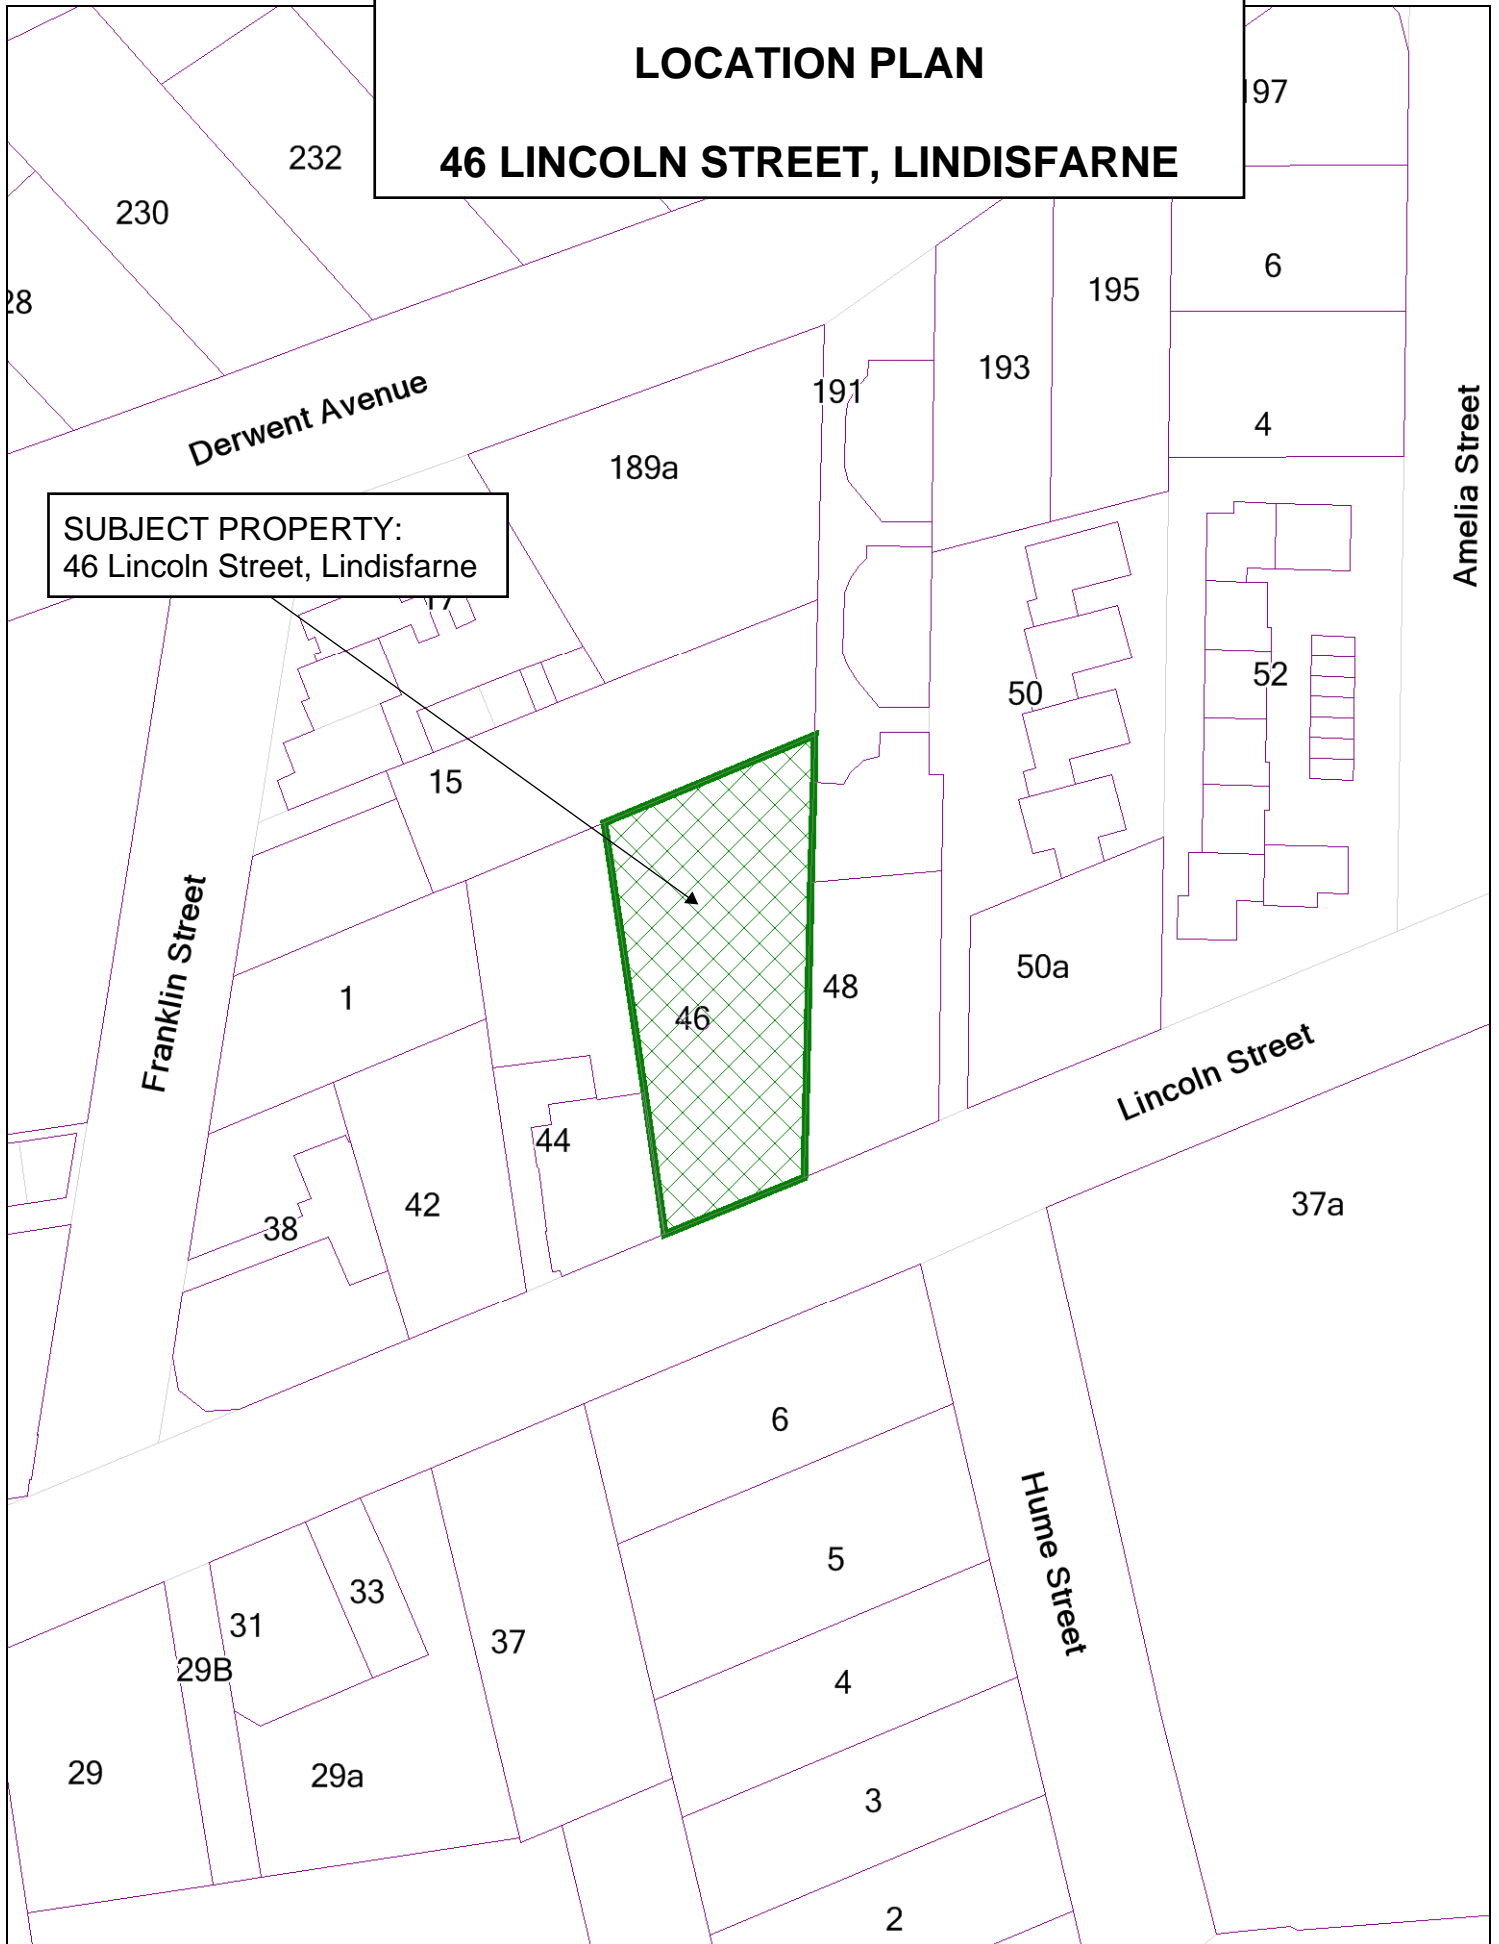 LOCATION PLAN
46 LINCOLN STREET, LINDISFARNE
197
232
230
6
28
195
193
191
Derwent Avenue
4
189a
Amelia Street
SUBJECT PROPERTY:
46 Lincoln Street, Lindisfarne
17
52
50
15
50a
48
1
46
Franklin Street
Lincoln Street
44
42
37a
38
6
5
Hume Street
33
31
37
29B
4
29
29a
3
2